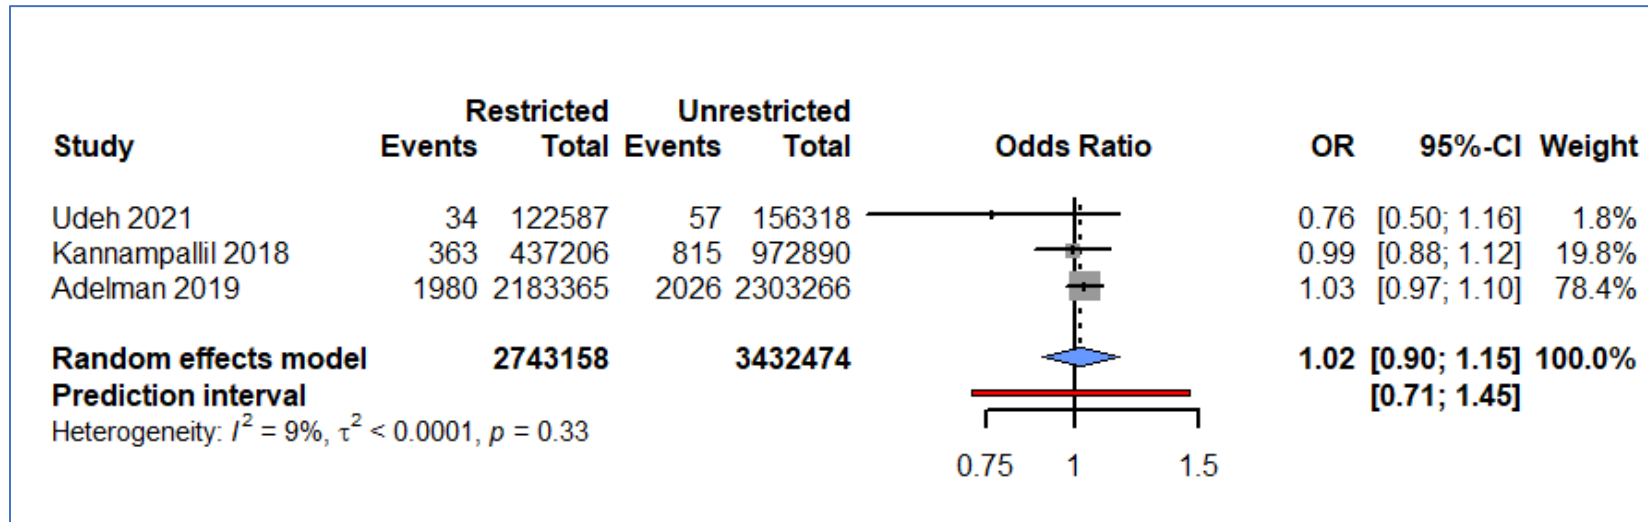 Restricted Unrestricted
Study Events Total Events Total Odds Ratio OR 95%-CI Weight
Udeh 2021 34 122587 57 156318 0.76 [0.50; 1.16] 1.8%
Kannampallil 2018 363 437206 815 972890 0.99 [0.88; 1.12] 19.8%
Adelman 2019 1980 2183365 2026 2303266 1.03 [0.97; 1.10] 78.4%
Random effects model 2743158 3432474 1.02 [0.90; 1.15] 100.0%
Prediction interval [0.71; 1.45]
Heterogeneity: I² = 9%, τ² < 0.0001, p = 0.33
0.75 1 1.5